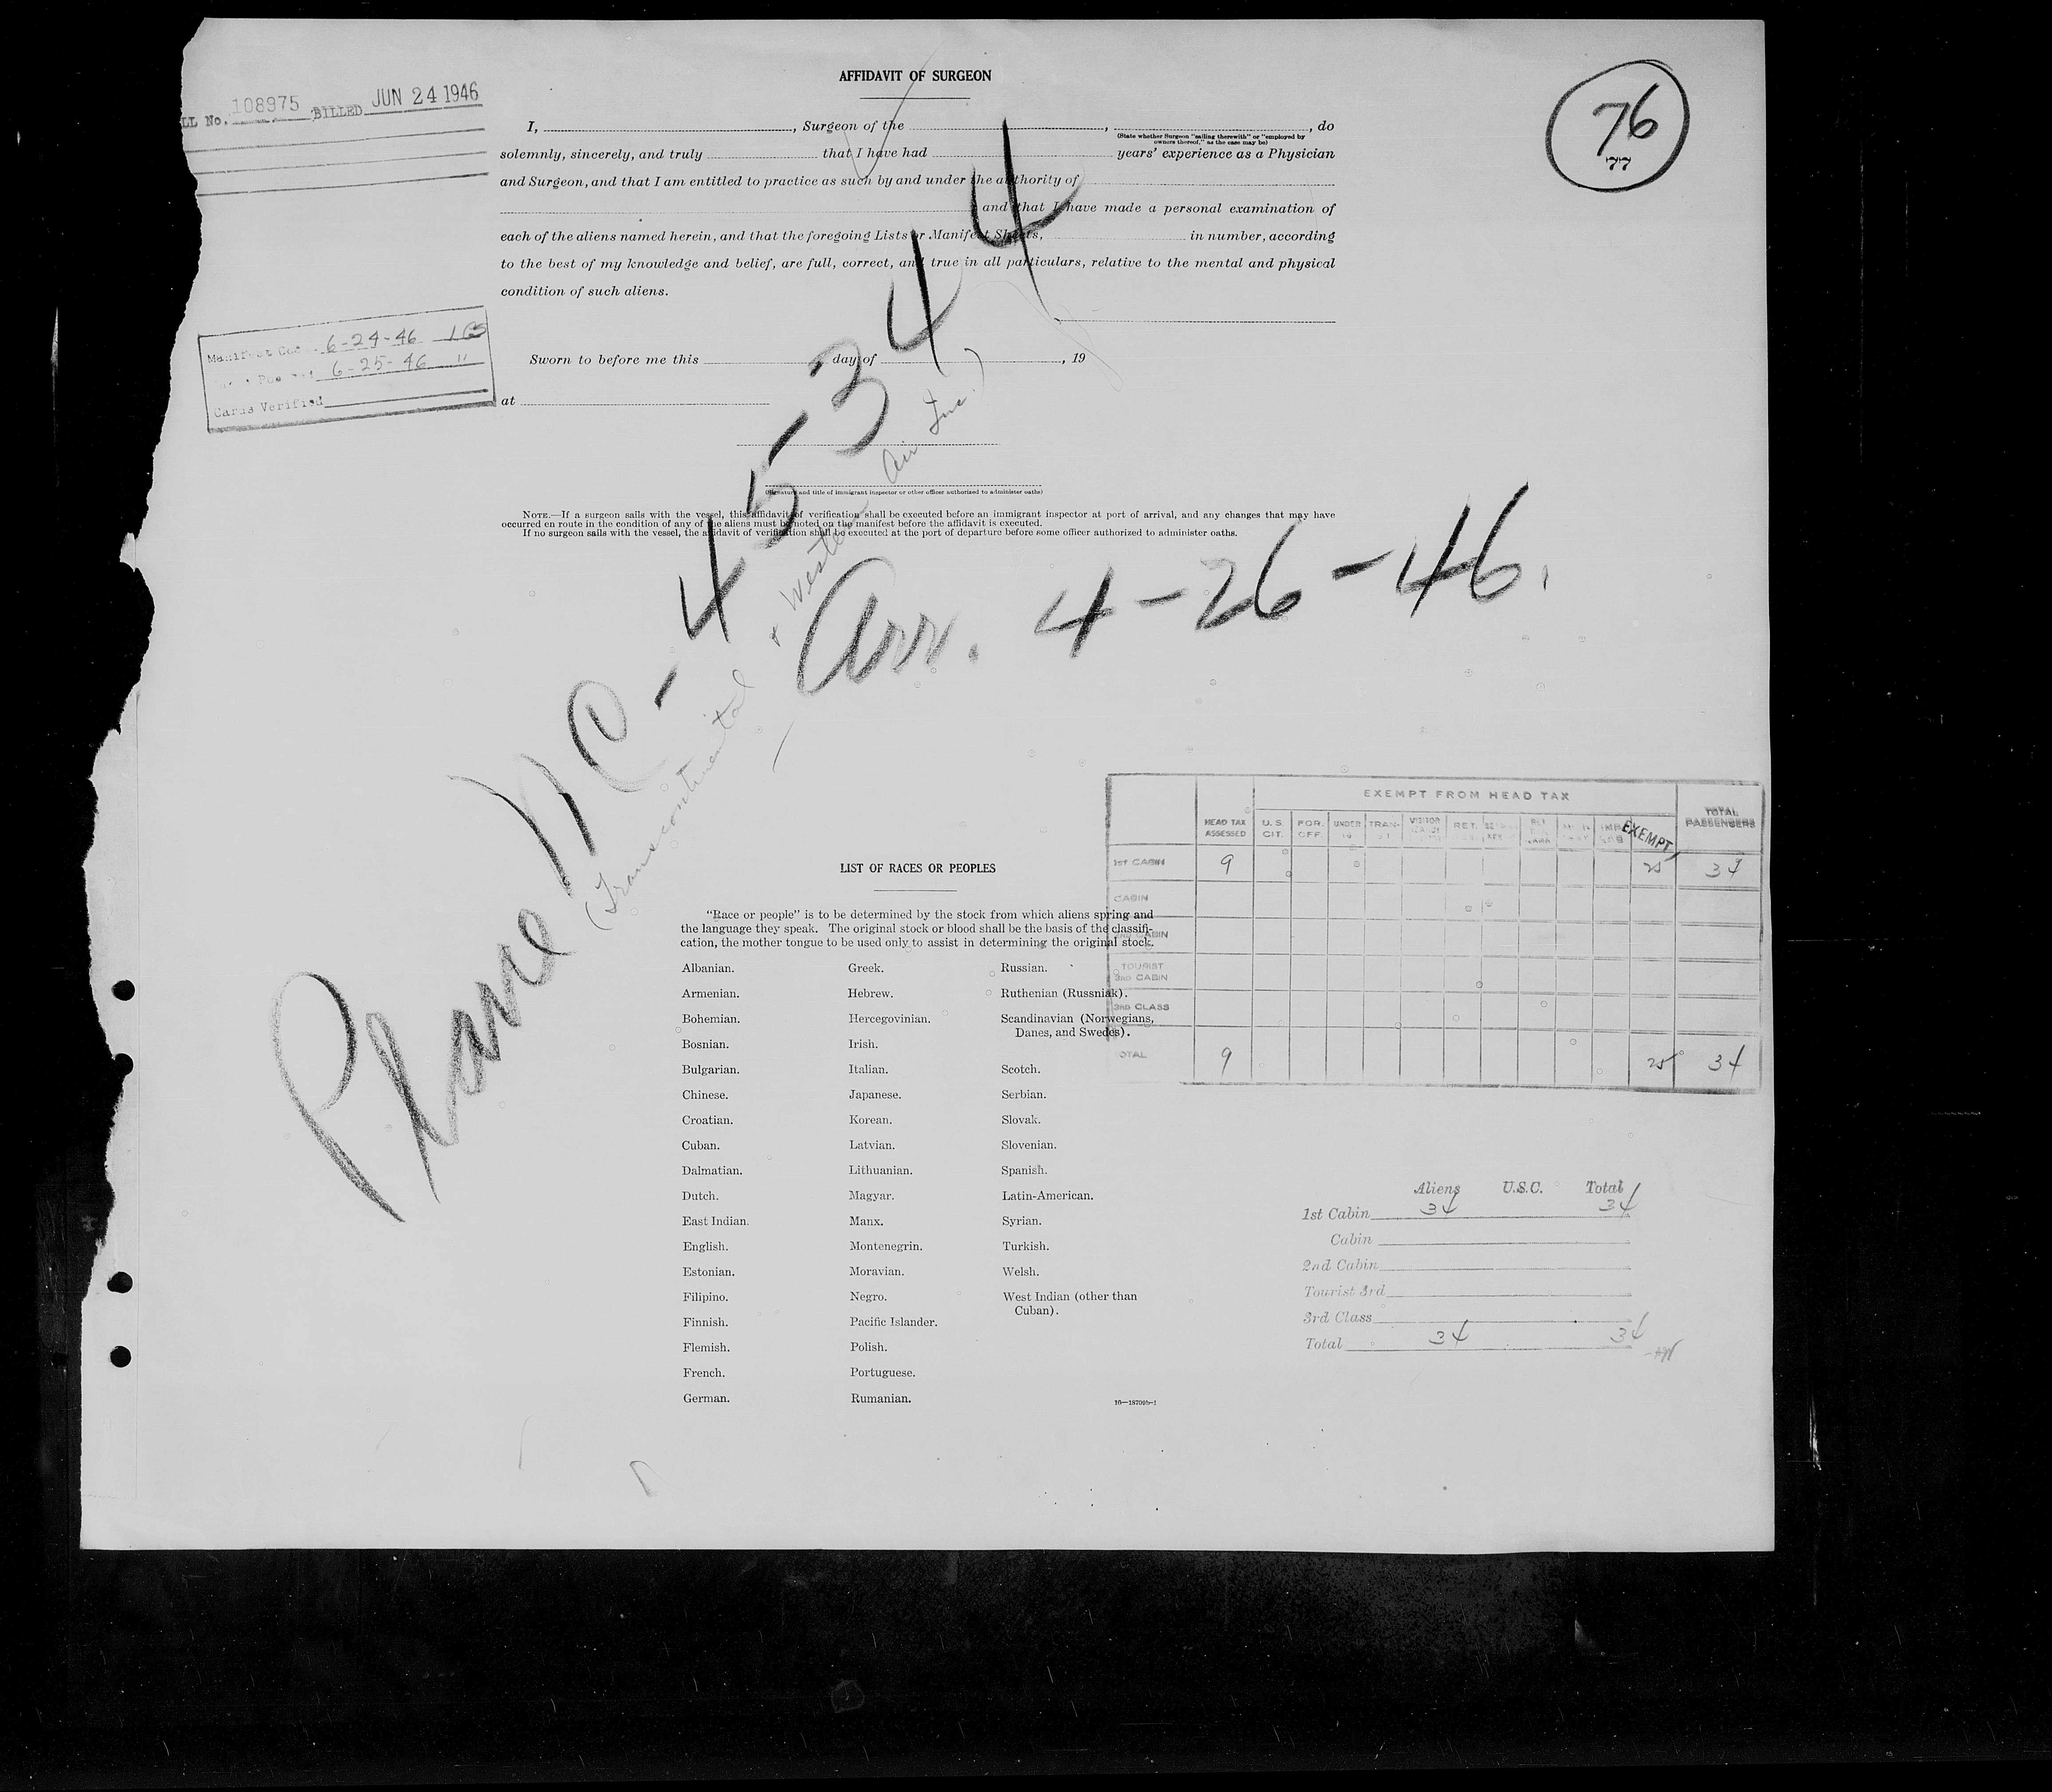 AFFIDAVIT OF SURGEON
LL No. 108975 BILLED JUN 24 1946
76
77
I, , Surgeon of the , , do
(State whether Surgeon "sailing therewith" or "employed by
owners thereof," as the case may be)
solemnly, sincerely, and truly that I have had years' experience as a Physician
and Surgeon, and that I am entitled to practice as such by and under the authority of
and that I have made a personal examination of
each of the aliens named herein, and that the foregoing Lists or Manifest Sheets, in number, according
to the best of my knowledge and belief, are full, correct, and true in all particulars, relative to the mental and physical
condition of such aliens.
Manifest 6-24-46
6-25-46 "
Cards Verified
Sworn to before me this day of , 19
at
(Signature and title of immigrant inspector or other officer authorized to administer oaths)
NOTE.—If a surgeon sails with the vessel, this affidavit of verification shall be executed before an immigrant inspector at port of arrival, and any changes that may have
occurred en route in the condition of any of the aliens must be noted on the manifest before the affidavit is executed.
If no surgeon sails with the vessel, the affidavit of verification shall be executed at the port of departure before some officer authorized to administer oaths.
Plane NC-45344
(Transcontinental & Western Air Inc.)
Arr. 4-26-46.
EXEMPT FROM HEAD TAX
HEAD TAX ASSESSED U.S. CIT. FOR. OFF. UNDER 16 TRAN- VISITOR RET. EXEMPT TOTAL PASSENGERS
1ST CABIN 9 25 34
CABIN
2ND CABIN
TOURIST
3RD CABIN
3RD CLASS
TOTAL 9 25 34
LIST OF RACES OR PEOPLES
"Race or people" is to be determined by the stock from which aliens spring and
the language they speak. The original stock or blood shall be the basis of the classifi-
cation, the mother tongue to be used only to assist in determining the original stock.
Albanian.
Armenian.
Bohemian.
Bosnian.
Bulgarian.
Chinese.
Croatian.
Cuban.
Dalmatian.
Dutch.
East Indian.
English.
Estonian.
Filipino.
Finnish.
Flemish.
French.
German.
Greek.
Hebrew.
Hercegovinian.
Irish.
Italian.
Japanese.
Korean.
Latvian.
Lithuanian.
Magyar.
Manx.
Montenegrin.
Moravian.
Negro.
Pacific Islander.
Polish.
Portuguese.
Rumanian.
Russian.
Ruthenian (Russniak).
Scandinavian (Norwegians,
Danes, and Swedes).
Scotch.
Serbian.
Slovak.
Slovenian.
Spanish.
Latin-American.
Syrian.
Turkish.
Welsh.
West Indian (other than
Cuban).
Aliens U.S.C. Total
1st Cabin 34 34
Cabin
2nd Cabin
Tourist 3rd
3rd Class
Total 34 34